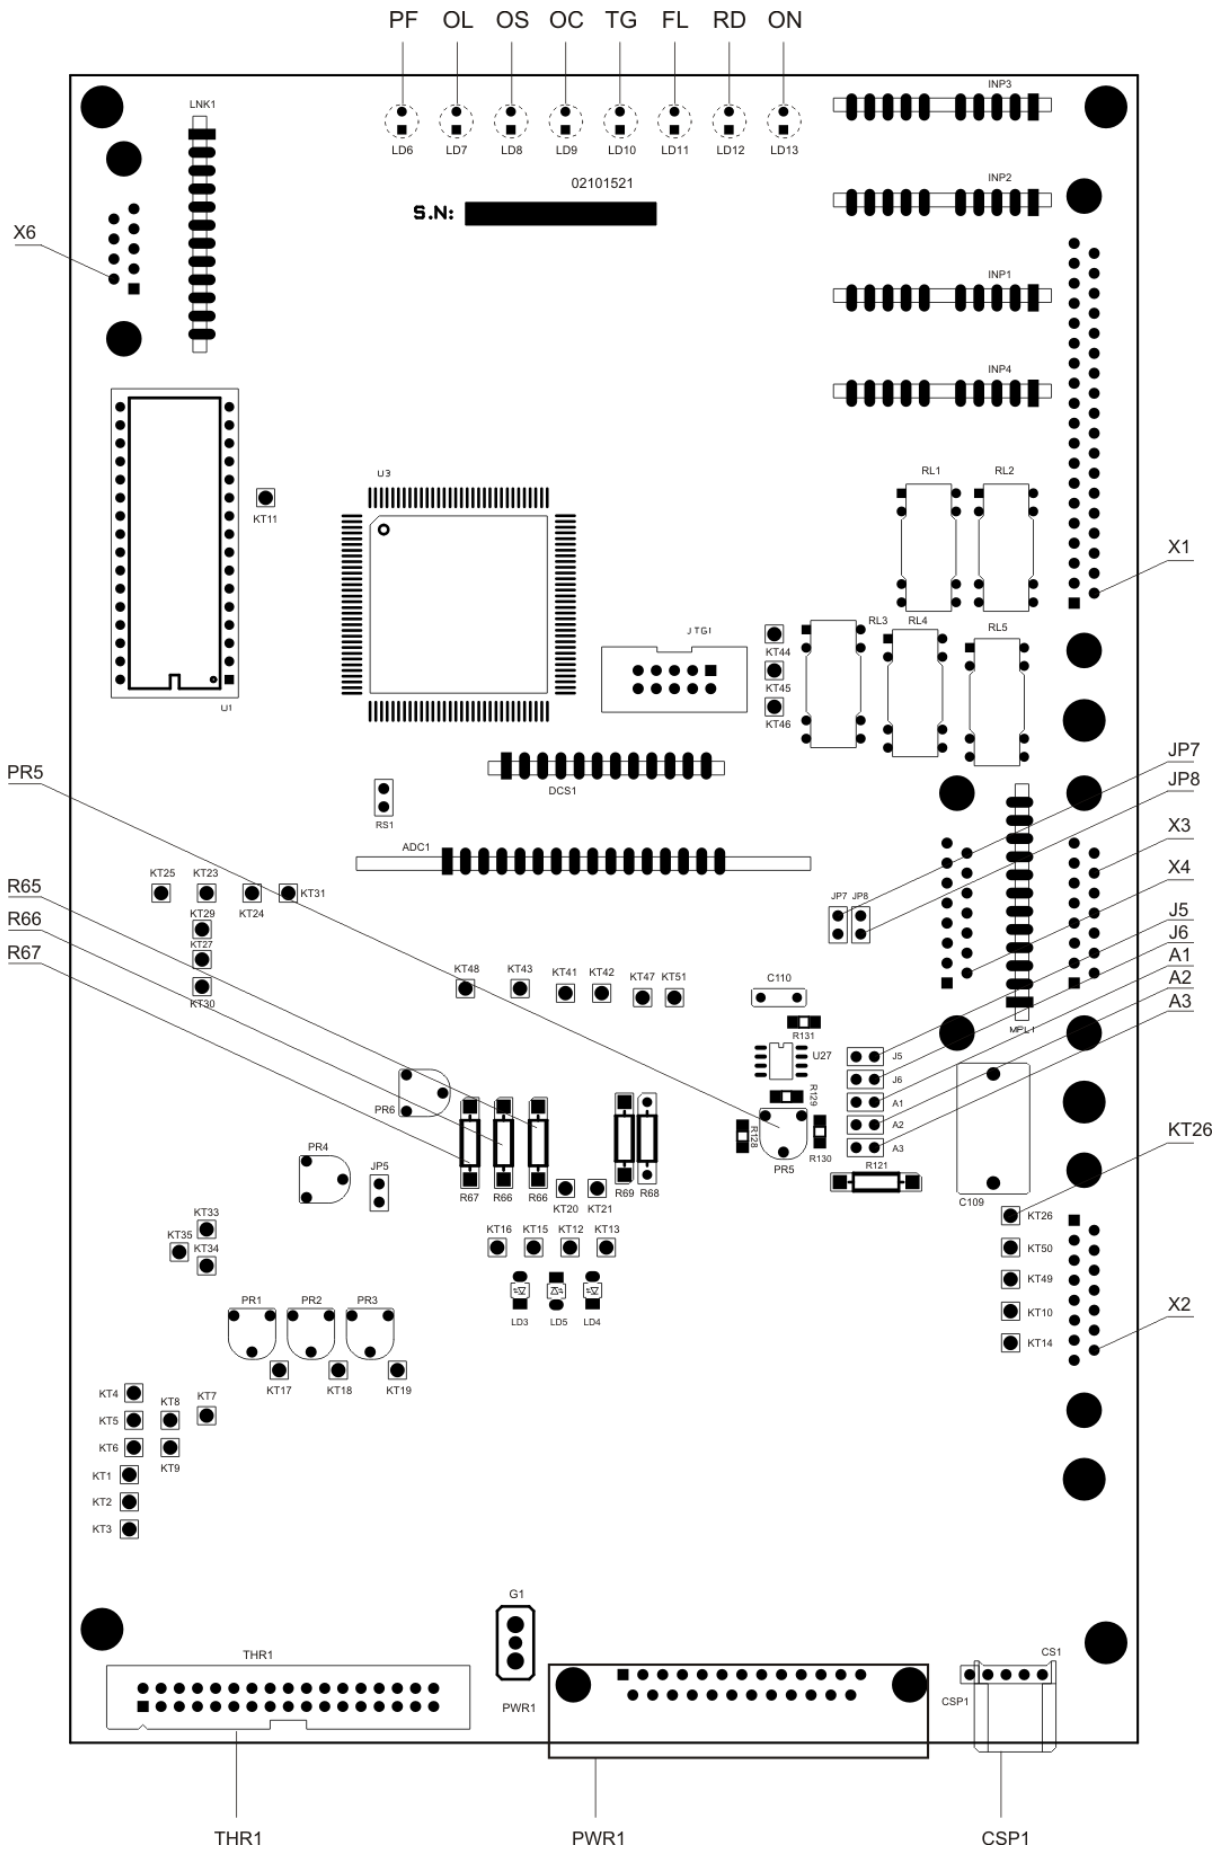 PF OL OS OC TG FL RD ON
LNK1
INP3
LD6 LD7 LD8 LD9 LD10 LD11 LD12 LD13
02101521
INP2
S.N:
X6
INP1
INP4
U3
RL1 RL2
KT11
X1
RL3 RL4 RL5
JTG1
KT44
KT45
U1
KT46
JP7
PR5
JP8
DCS1
RS1
X3
ADC1
X4
KT25 KT23 KT31
R65
JP7 JP8
KT29 KT24
J5
R66
J6
KT27
R67
A1
KT48 KT43 KT41 KT42 KT47 KT51
C110
A2
KT30
A3
R131
MPL1
U27
J5
J6
R129
A1
PR6
A2
R128
R130
KT26
PR4
A3
JP5
PR5
R121
R67 R66 R66 R69 R68
C109
KT20 KT21
KT26
KT33
KT16 KT15 KT12 KT13
KT35
KT34
KT50
KT49
PR1 PR2 PR3
X2
KT10
LD3 LD5 LD4
KT14
KT17 KT18 KT19
KT4 KT8 KT7
KT5
KT6
KT9
KT1
KT2
KT3
G1
THR1
CS1
CSP1
PWR1
THR1 PWR1 CSP1